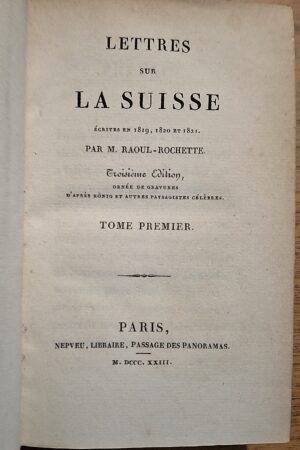 LETTRES
SUR
LA SUISSE
ÉCRITES EN 1819, 1820 ET 1821.
PAR M. RAOUL-ROCHETTE.
Troisième Edition,
ORNÉE DE GRAVURES
D'APRÈS KÖNIG ET AUTRES PAYSAGISTES CÉLÈBRES.
TOME PREMIER.
PARIS,
NEPVEU, LIBRAIRE, PASSAGE DES PANORAMAS.
M. DCCC. XXIII.